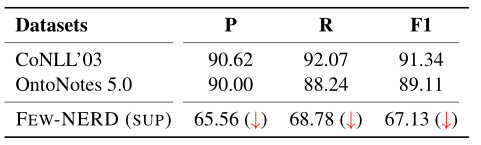 Datasets P R F1
CoNLL'03 90.62 92.07 91.34
OntoNotes 5.0 90.00 88.24 89.11
FEW-NERD (SUP) 65.56 (↓) 68.78 (↓) 67.13 (↓)